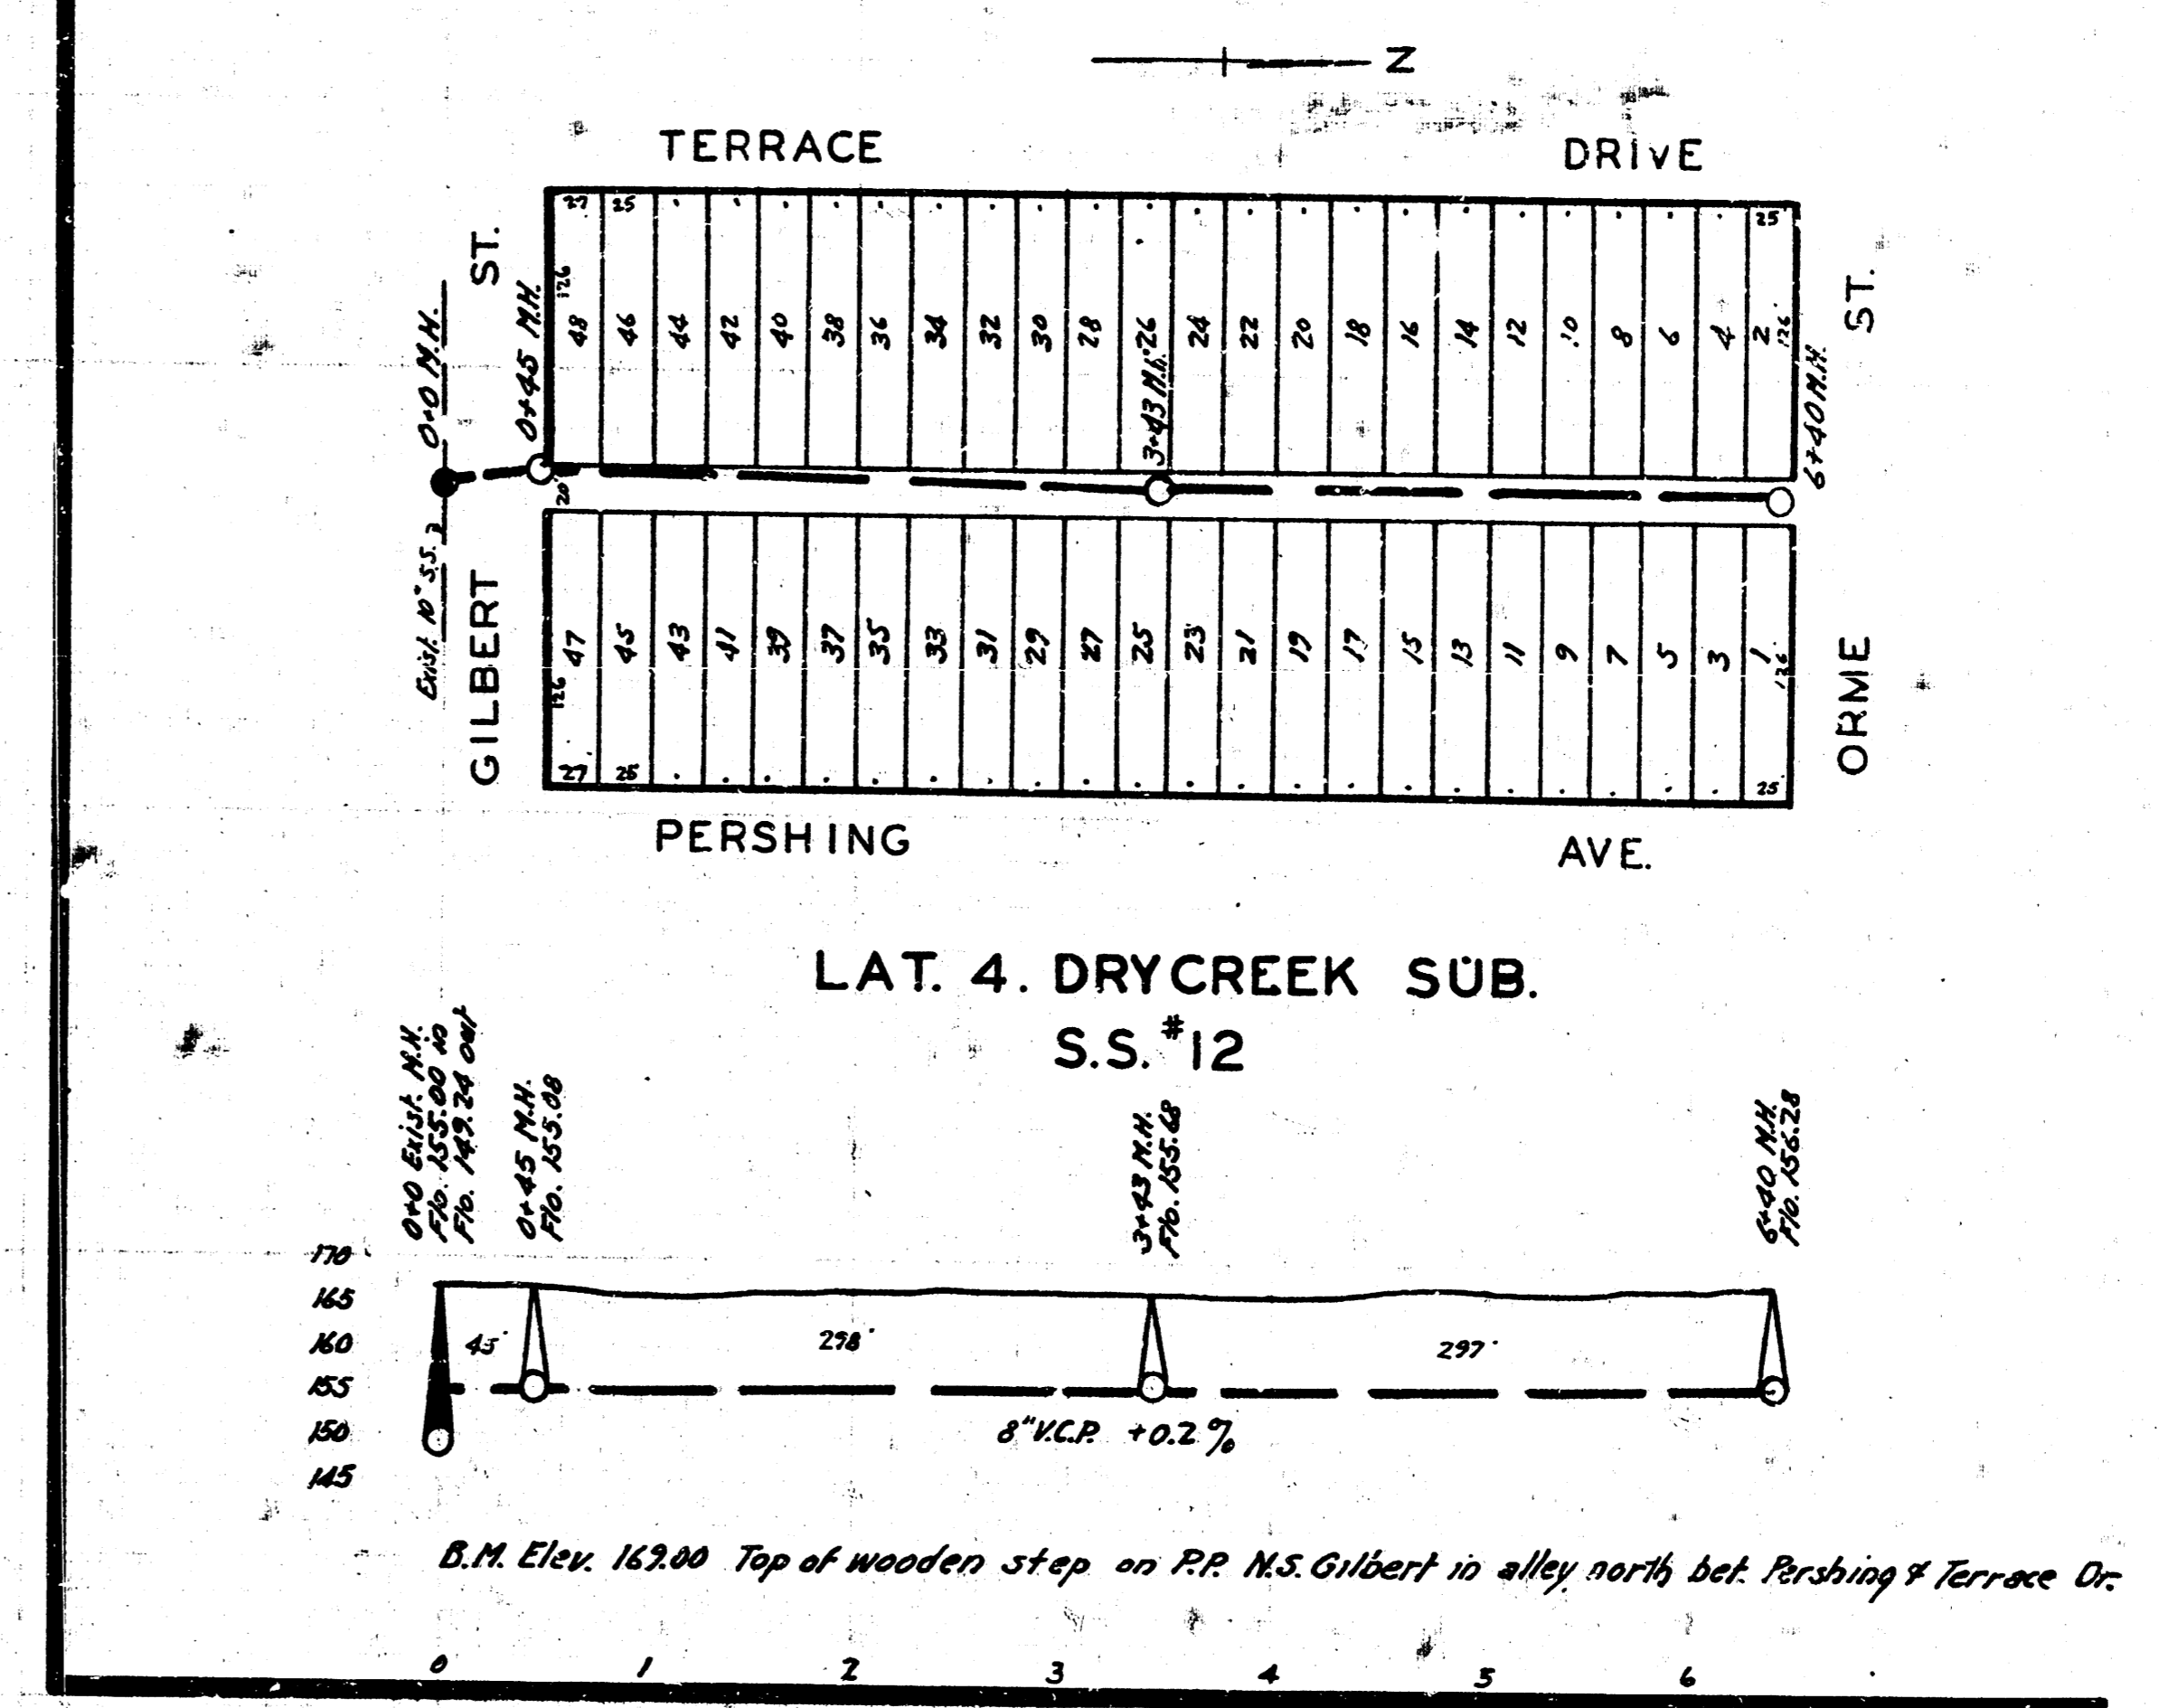 N
TERRACE DRIVE
27 25 25
ST. ST.
0+0 M.H.
0+45 M.H.
126
48 46 44 42 40 38 36 34 32 30 28 26 24 22 20 18 16 14 12 10 8 6 4 2
126
3+43 M.H.
6+40 M.H.
20'
Exist. 10" S.S.
GILBERT
ORME
47 45 43 41 39 37 35 33 31 29 27 25 23 21 19 17 15 13 11 9 7 5 3 1
126 126
27 25 25
PERSHING AVE.
LAT. 4. DRYCREEK SUB.
S.S. #12
0+0 Exist. M.H.
Flo. 155.00 in
Flo. 149.24 out
0+45 M.H.
Flo. 155.08
3+43 M.H.
Flo. 155.68
6+40 M.H.
Flo. 156.28
170
165
160
155
150
145
45' 298' 297'
8" V.C.P. +0.2%
B.M. Elev. 169.00 Top of wooden step on P.P. N.S. Gilbert in alley north bet. Pershing & Terrace Dr.
0 1 2 3 4 5 6